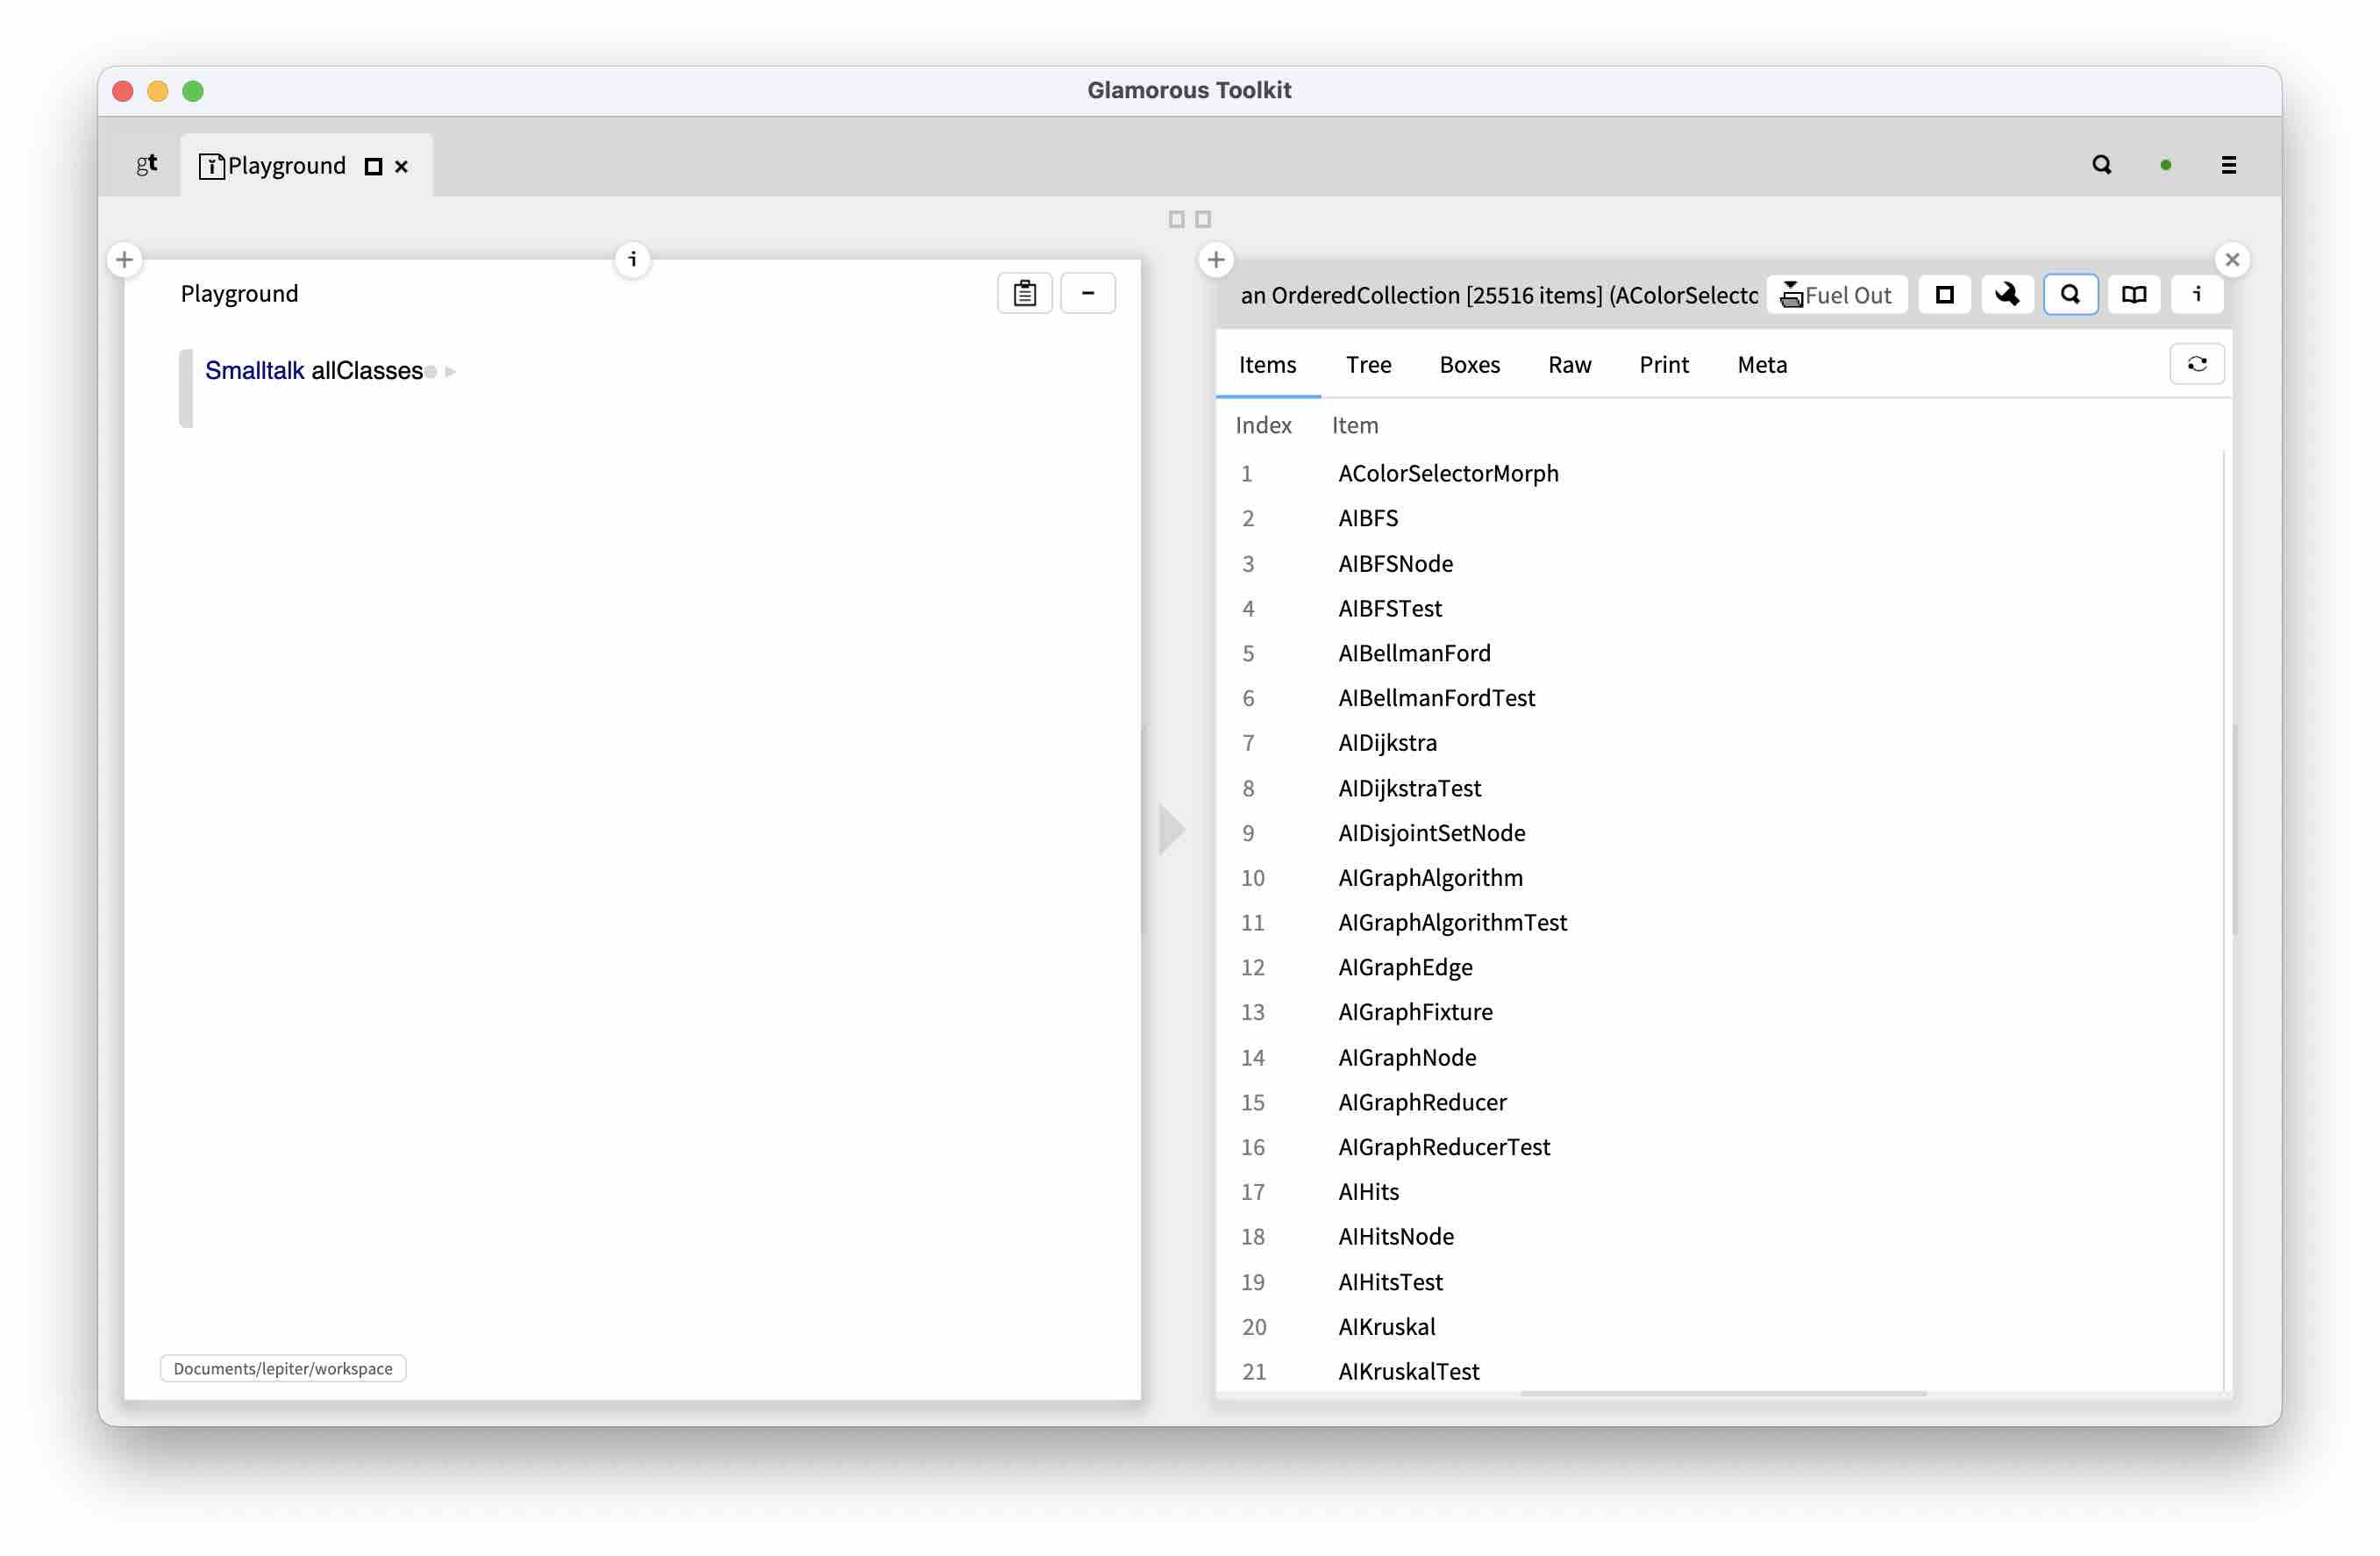 Glamorous Toolkit
gt
Playground
Playground
Smalltalk allClasses
Documents/lepiter/workspace
an OrderedCollection [25516 items] (AColorSelecto
Fuel Out
i
Items Tree Boxes Raw Print Meta
Index Item
1 AColorSelectorMorph
2 AIBFS
3 AIBFSNode
4 AIBFSTest
5 AIBellmanFord
6 AIBellmanFordTest
7 AIDijkstra
8 AIDijkstraTest
9 AIDisjointSetNode
10 AIGraphAlgorithm
11 AIGraphAlgorithmTest
12 AIGraphEdge
13 AIGraphFixture
14 AIGraphNode
15 AIGraphReducer
16 AIGraphReducerTest
17 AIHits
18 AIHitsNode
19 AIHitsTest
20 AIKruskal
21 AIKruskalTest